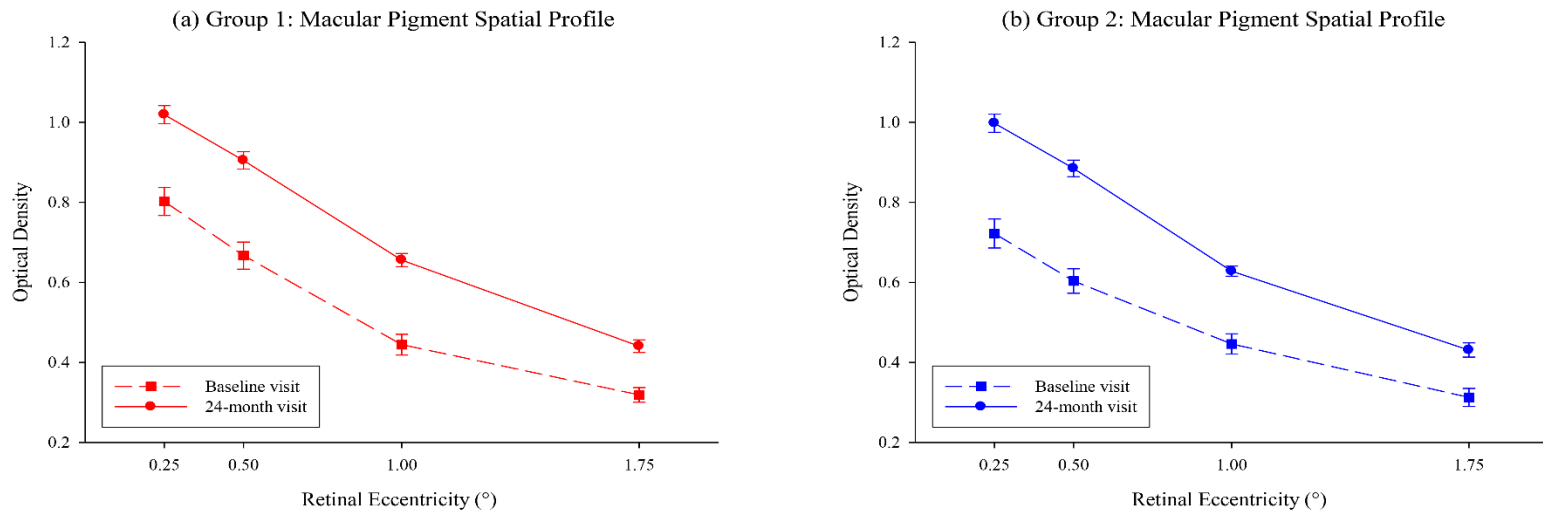 (a) Group 1: Macular Pigment Spatial Profile
1.2
1.0
0.8
0.6
0.4
0.2
Optical Density
Baseline visit
24-month visit
0.25 0.50 1.00 1.75
Retinal Eccentricity (°)
(b) Group 2: Macular Pigment Spatial Profile
1.2
1.0
0.8
0.6
0.4
0.2
Optical Density
Baseline visit
24-month visit
0.25 0.50 1.00 1.75
Retinal Eccentricity (°)